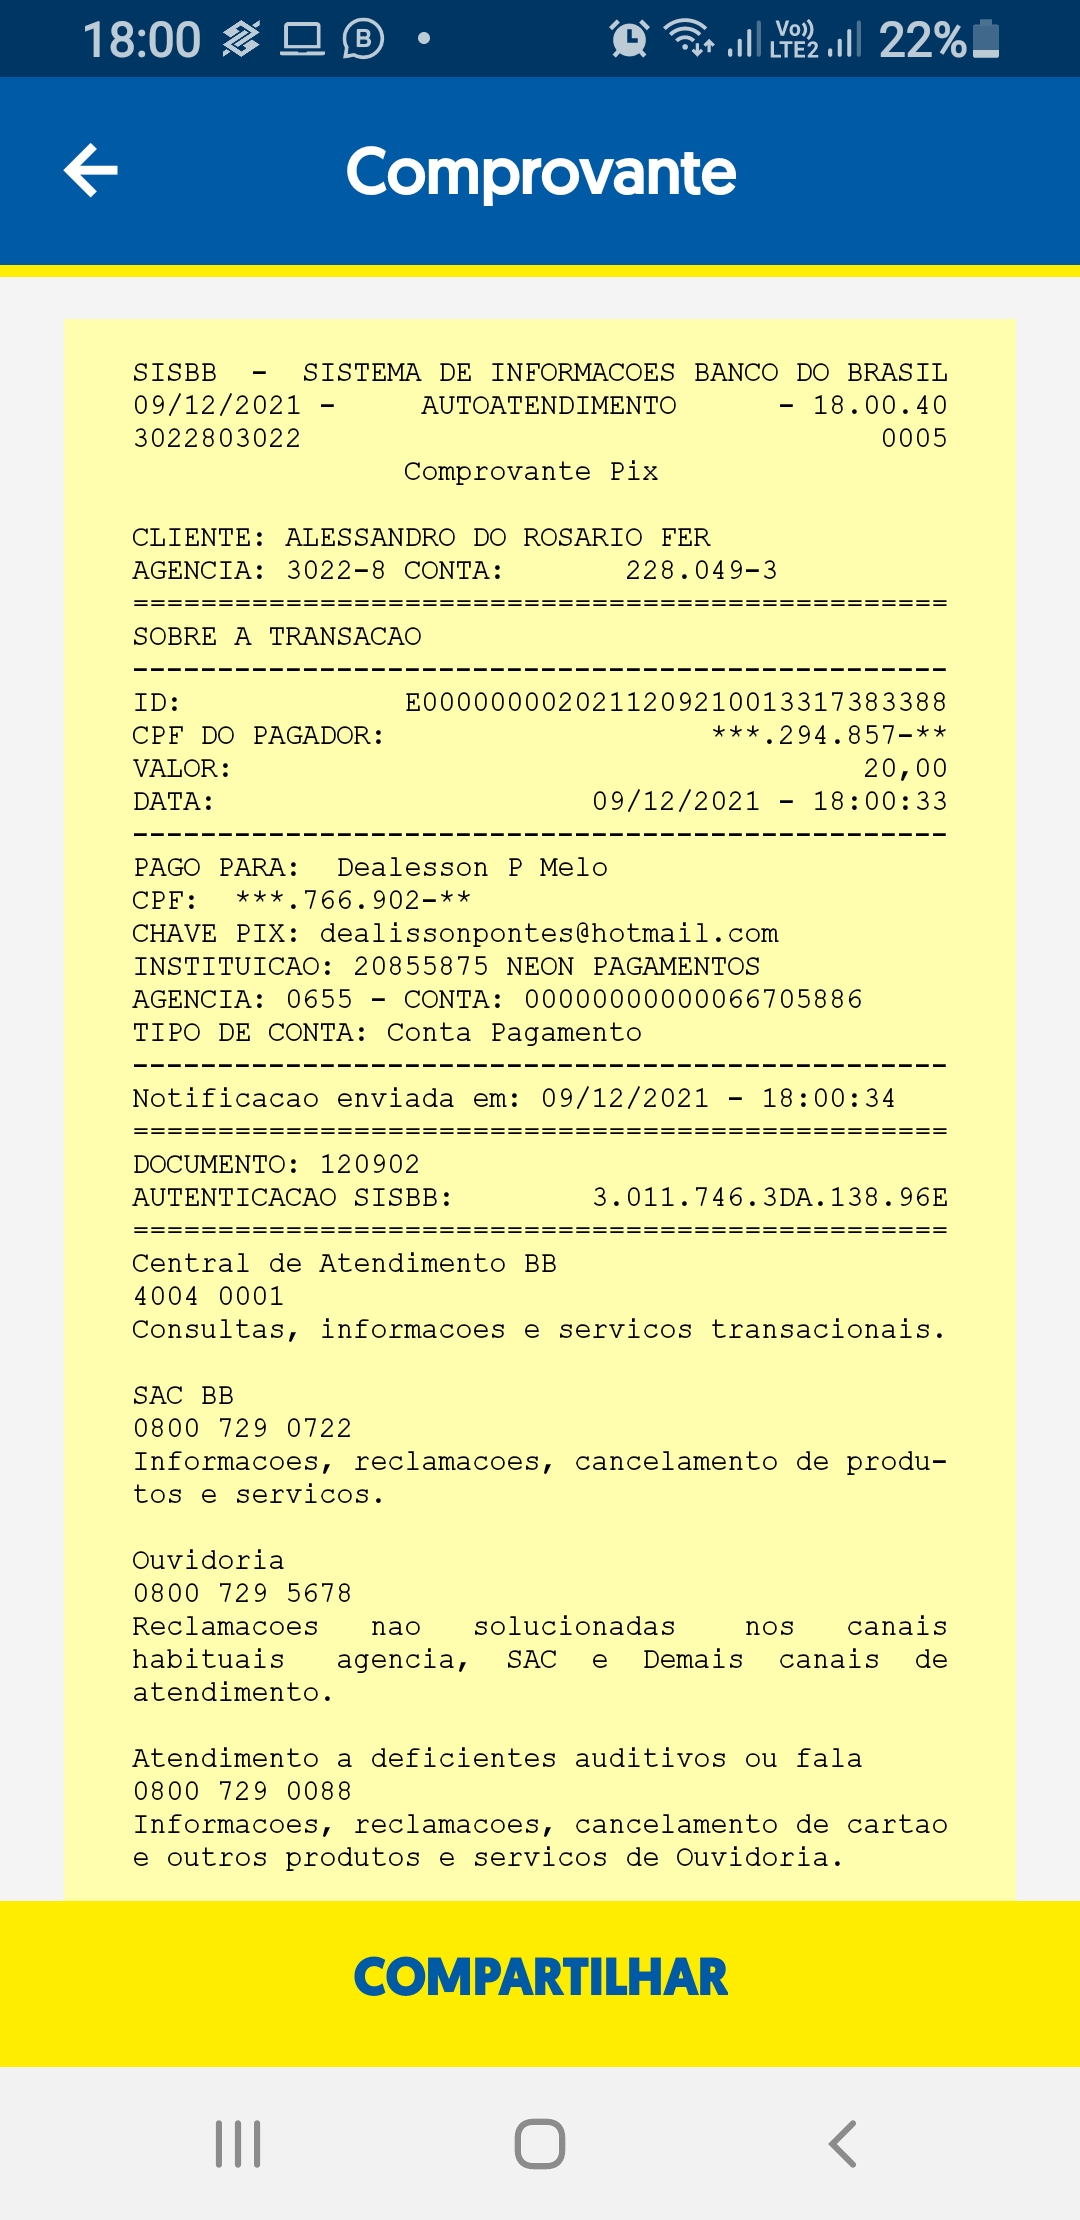 18:00 B Vo)) LTE2 22%
Comprovante
SISBB - SISTEMA DE INFORMACOES BANCO DO BRASIL
09/12/2021 - AUTOATENDIMENTO - 18.00.40
3022803022 0005
Comprovante Pix
CLIENTE: ALESSANDRO DO ROSARIO FER
AGENCIA: 3022-8 CONTA: 228.049-3
================================================
SOBRE A TRANSACAO
------------------------------------------------
ID: E0000000020211209210013317383388
CPF DO PAGADOR: ***.294.857-**
VALOR: 20,00
DATA: 09/12/2021 - 18:00:33
------------------------------------------------
PAGO PARA: Dealesson P Melo
CPF: ***.766.902-**
CHAVE PIX: dealissonpontes@hotmail.com
INSTITUICAO: 20855875 NEON PAGAMENTOS
AGENCIA: 0655 - CONTA: 00000000000066705886
TIPO DE CONTA: Conta Pagamento
------------------------------------------------
Notificacao enviada em: 09/12/2021 - 18:00:34
================================================
DOCUMENTO: 120902
AUTENTICACAO SISBB: 3.011.746.3DA.138.96E
================================================
Central de Atendimento BB
4004 0001
Consultas, informacoes e servicos transacionais.
SAC BB
0800 729 0722
Informacoes, reclamacoes, cancelamento de produ-
tos e servicos.
Ouvidoria
0800 729 5678
Reclamacoes nao solucionadas nos canais
habituais agencia, SAC e Demais canais de
atendimento.
Atendimento a deficientes auditivos ou fala
0800 729 0088
Informacoes, reclamacoes, cancelamento de cartao
e outros produtos e servicos de Ouvidoria.
COMPARTILHAR